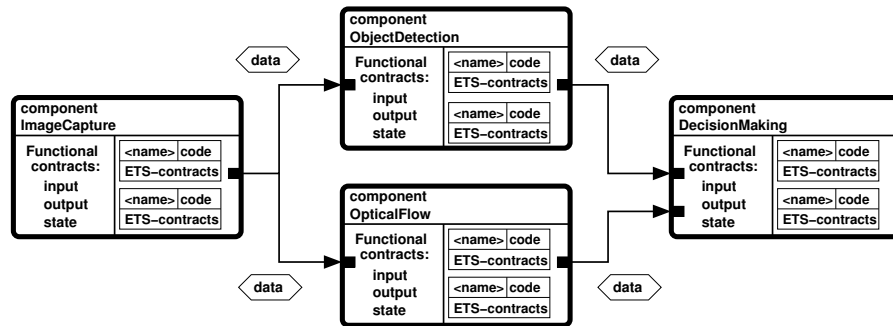 component
ImageCapture
Functional
contracts:
input
output
state
<name> code
ETS−contracts
<name> code
ETS−contracts
data
data
component
ObjectDetection
Functional
contracts:
input
output
state
<name> code
ETS−contracts
<name> code
ETS−contracts
component
OpticalFlow
Functional
contracts:
input
output
state
<name> code
ETS−contracts
<name> code
ETS−contracts
data
data
component
DecisionMaking
Functional
contracts:
input
output
state
<name> code
ETS−contracts
<name> code
ETS−contracts